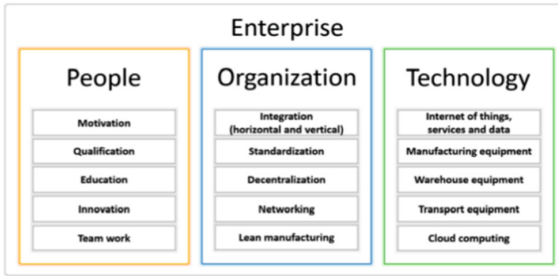 Enterprise
People
Motivation
Qualification
Education
Innovation
Team work
Organization
Integration
(horizontal and vertical)
Standardization
Decentralization
Networking
Lean manufacturing
Technology
Internet of things,
services and data
Manufacturing equipment
Warehouse equipment
Transport equipment
Cloud computing